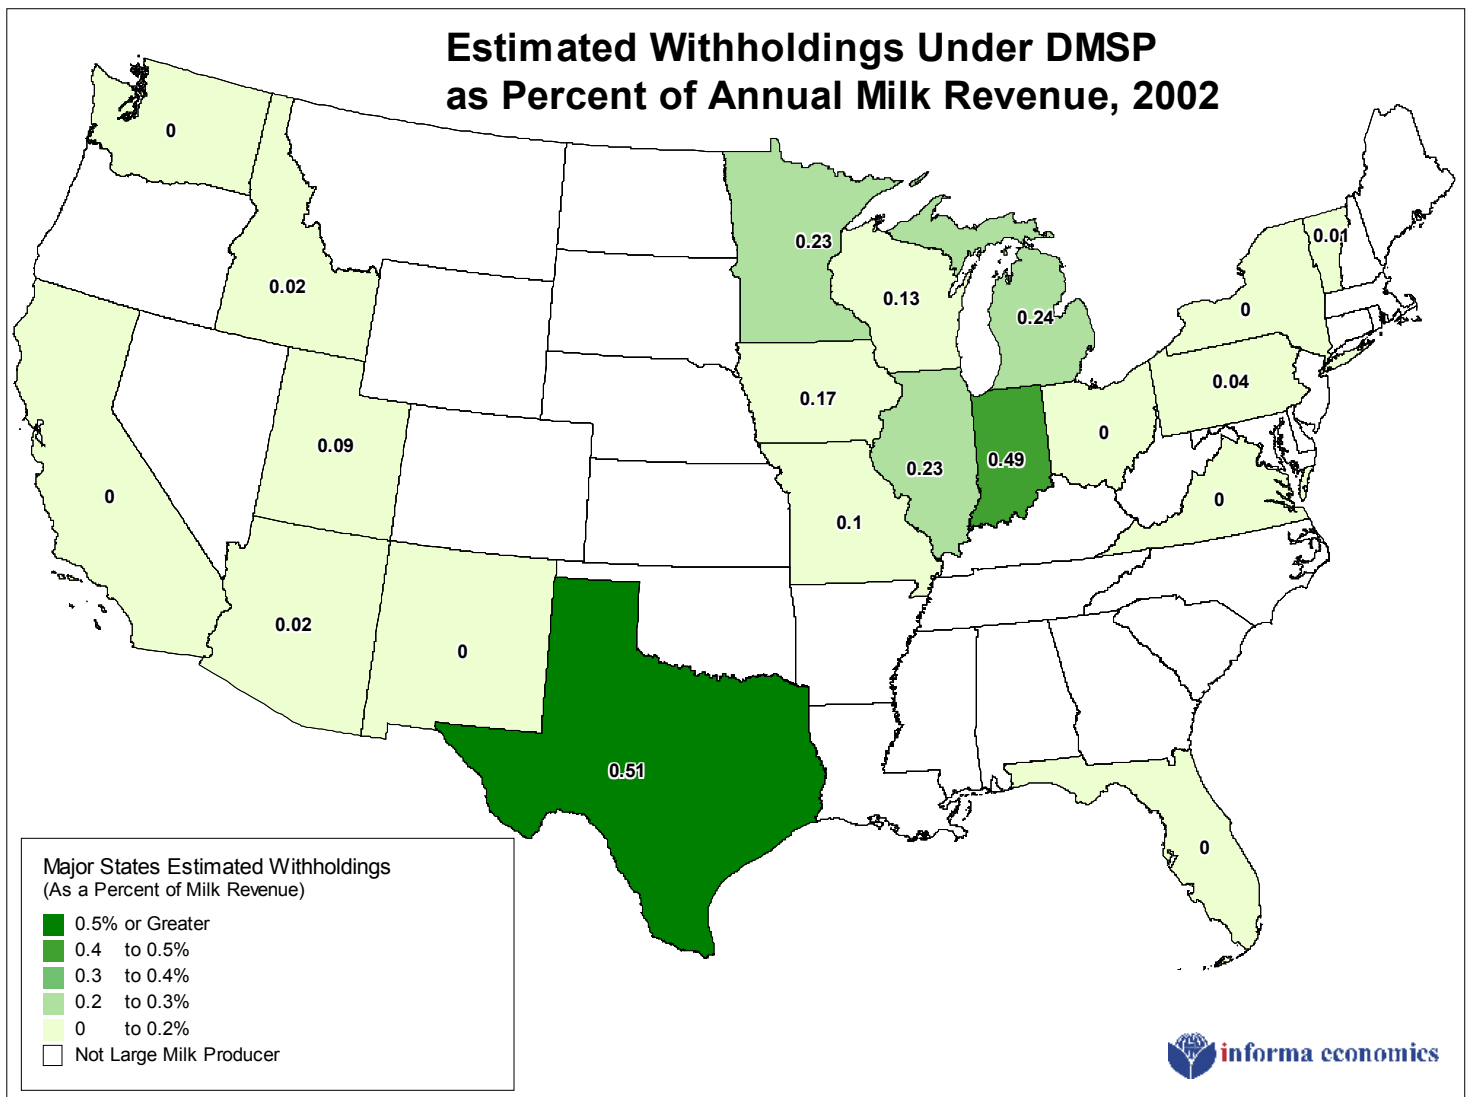 Estimated Withholdings Under DMSP
as Percent of Annual Milk Revenue, 2002
0
0.02
0.23
0.13
0.24
0.01
0
0.04
0.17
0.09
0
0.23
0.49
0
0
0.1
0.02
0
0.51
0
Major States Estimated Withholdings
(As a Percent of Milk Revenue)
0.5% or Greater
0.4 to 0.5%
0.3 to 0.4%
0.2 to 0.3%
0 to 0.2%
Not Large Milk Producer
informa economics